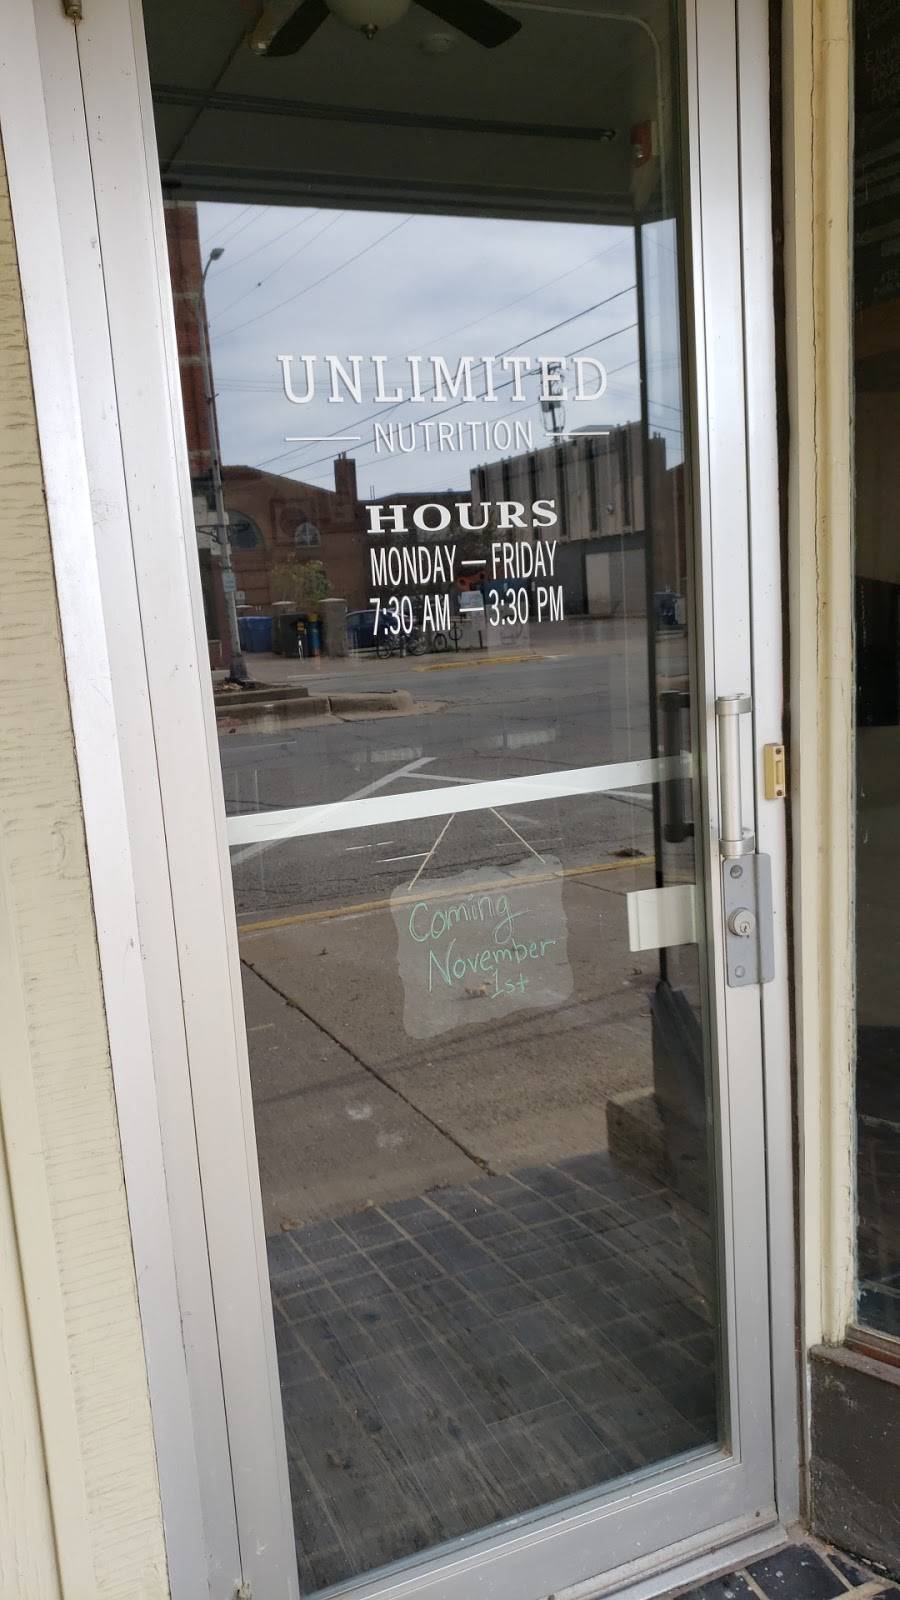 UNLIMITED
NUTRITION
HOURS
MONDAY — FRIDAY
7:30 AM — 3:30 PM
Coming
November
1st